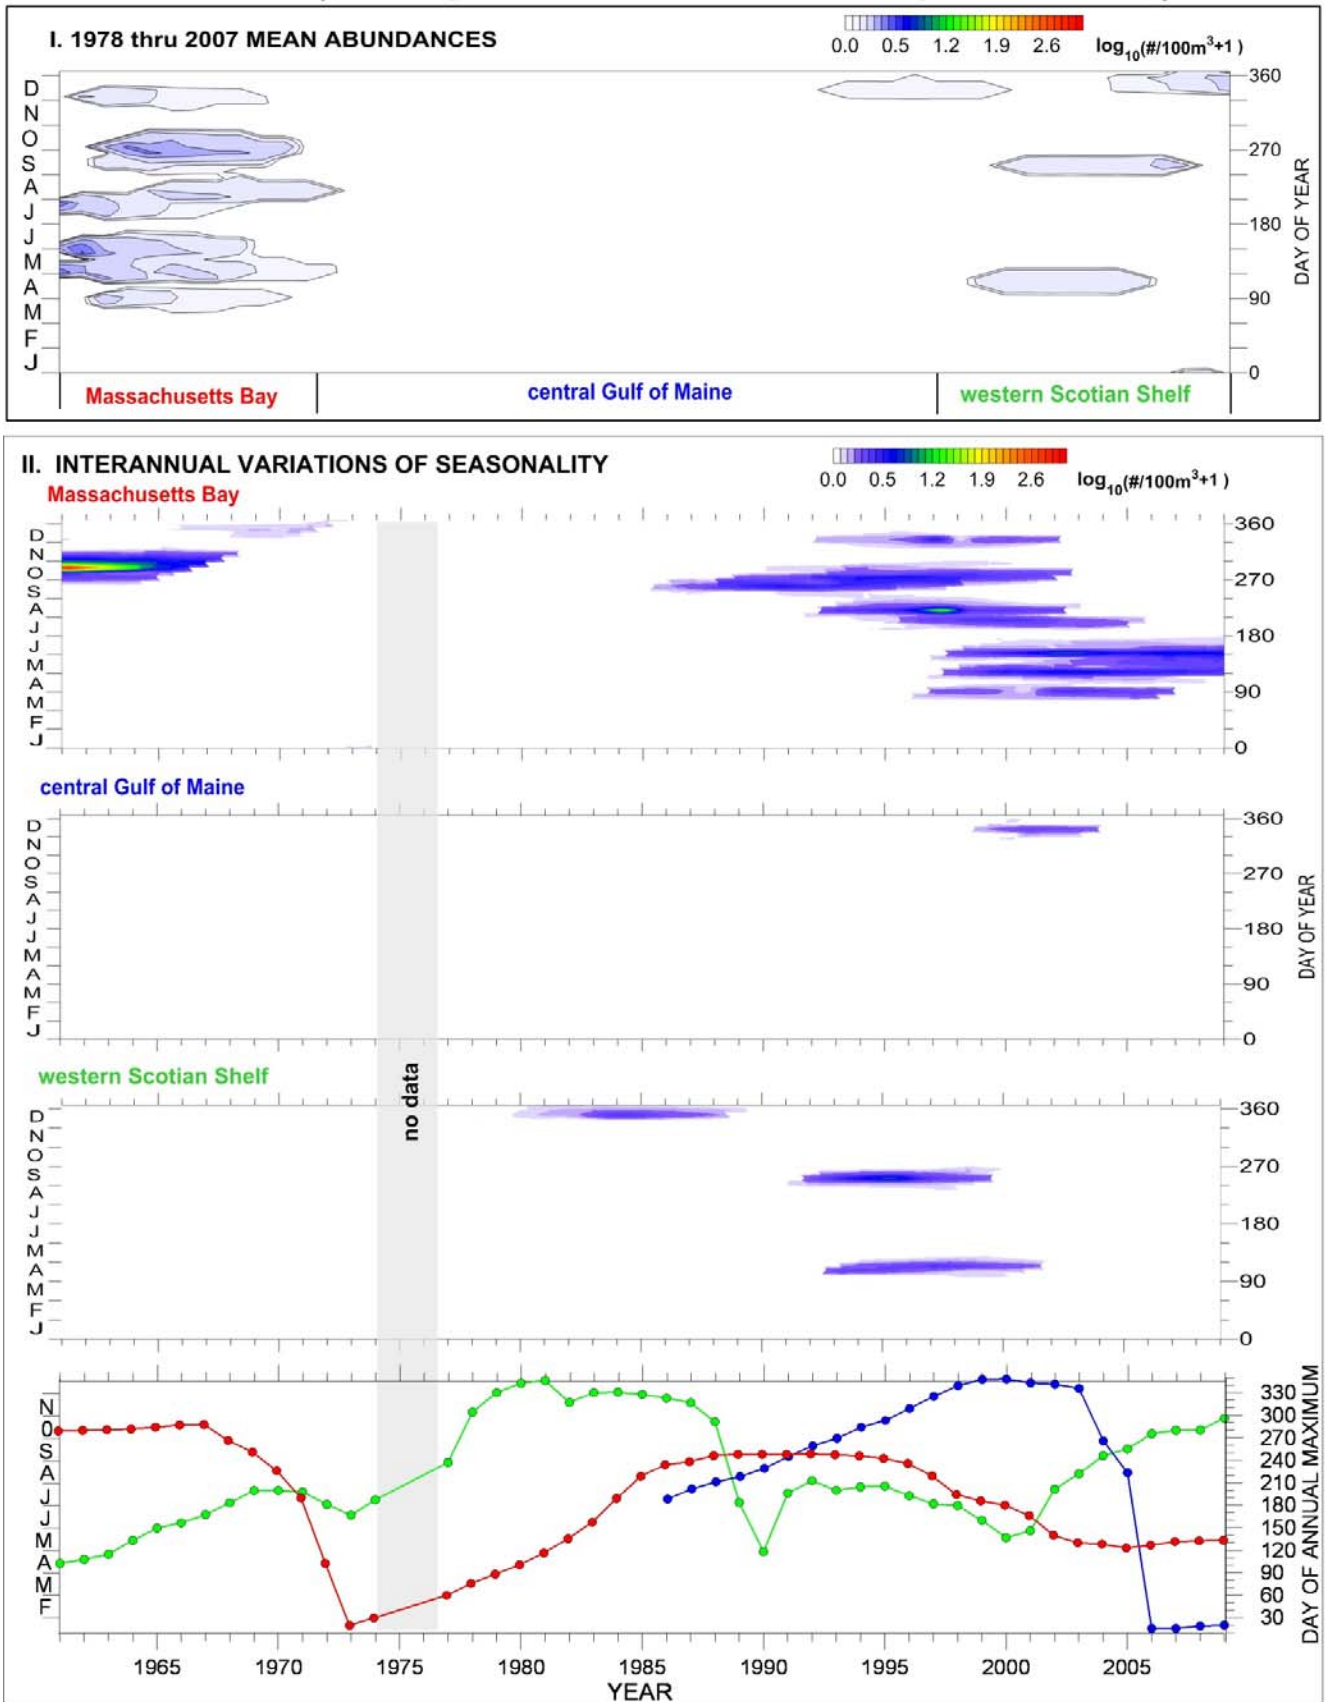 I. 1978 thru 2007 MEAN ABUNDANCES
0.0 0.5 1.2 1.9 2.6 log10(#/100m3+1)
D
N
O
S
A
J
J
M
A
M
F
J
360
270
180
90
0
DAY OF YEAR
Massachusetts Bay central Gulf of Maine western Scotian Shelf
II. INTERANNUAL VARIATIONS OF SEASONALITY
0.0 0.5 1.2 1.9 2.6 log10(#/100m3+1)
Massachusetts Bay
D
N
O
S
A
J
J
M
A
M
F
J
360
270
180
90
0
central Gulf of Maine
D
N
O
S
A
J
J
M
A
M
F
J
360
270
180
90
0
DAY OF YEAR
western Scotian Shelf
no data
D
N
O
S
A
J
J
M
A
M
F
J
360
270
180
90
0
N
O
S
A
J
J
M
A
M
F
330
300
270
240
210
180
150
120
90
60
30
DAY OF ANNUAL MAXIMUM
1965 1970 1975 1980 1985 1990 1995 2000 2005
YEAR